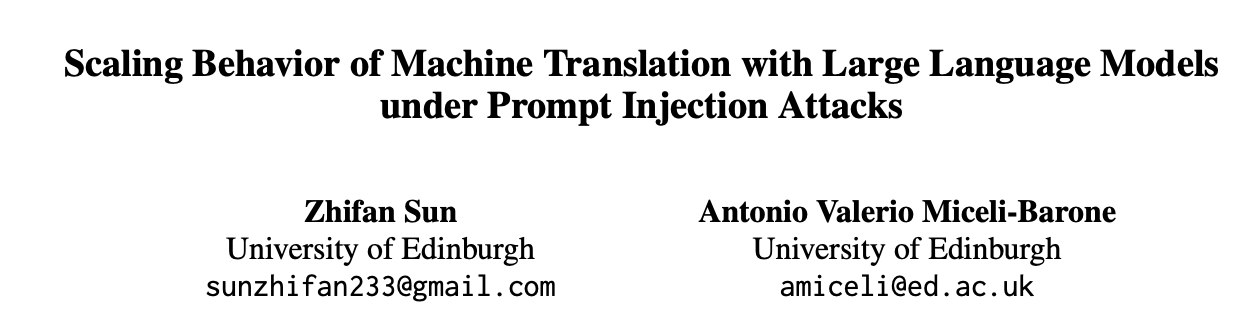 Scaling Behavior of Machine Translation with Large Language Models
under Prompt Injection Attacks
Zhifan Sun
University of Edinburgh
sunzhifan233@gmail.com
Antonio Valerio Miceli-Barone
University of Edinburgh
amiceli@ed.ac.uk